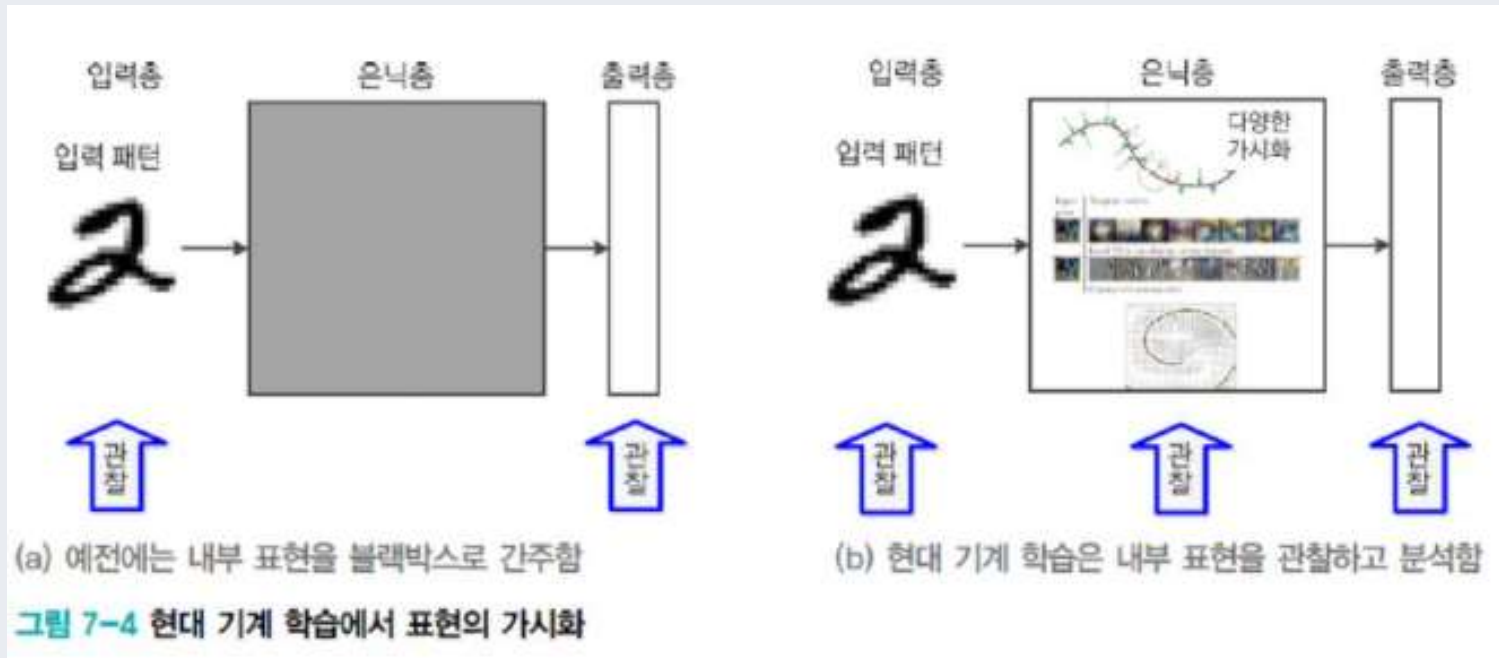 입력층 은닉층 출력층
입력 패턴
관찰
관찰
(a) 예전에는 내부 표현을 블랙박스로 간주함
입력층 은닉층 출력층
입력 패턴
다양한
가시화
관찰
관찰
관찰
(b) 현대 기계 학습은 내부 표현을 관찰하고 분석함
그림 7-4 현대 기계 학습에서 표현의 가시화